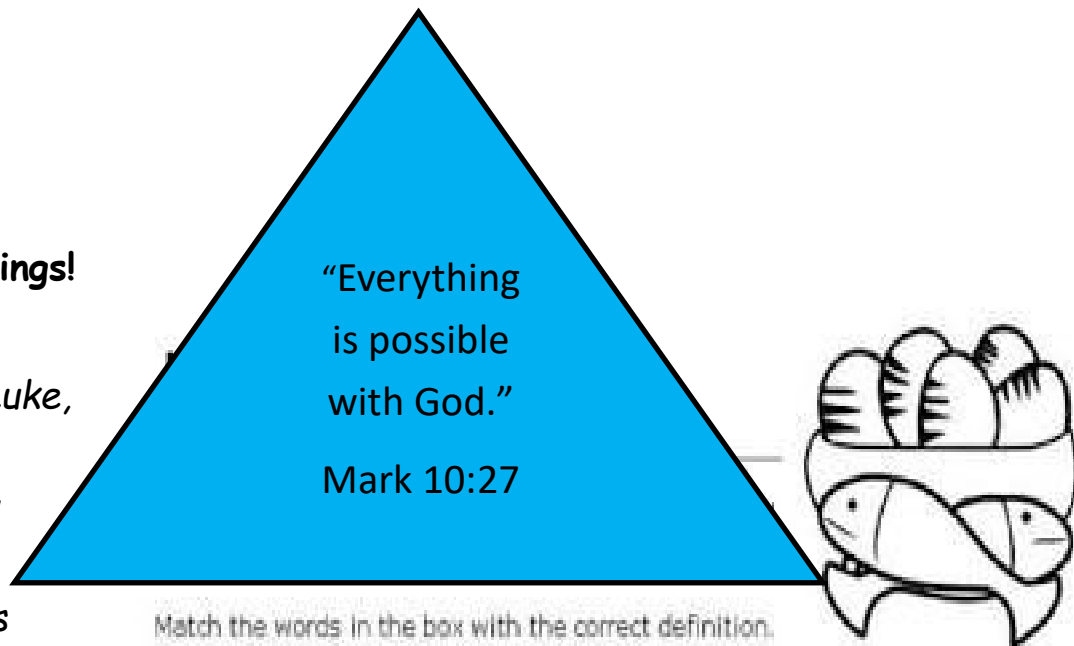 ings!
“Everything
is possible
uke,
with God.”
Mark 10:27
s
Match the words in the box with the correct definition.